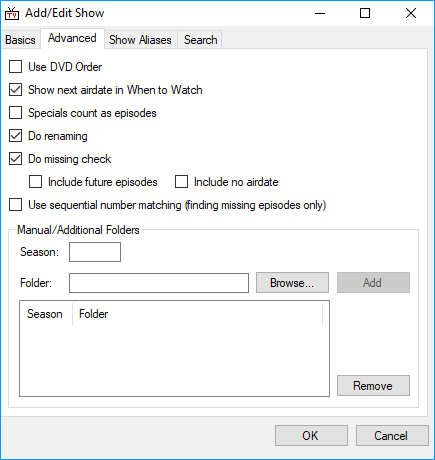 TV Add/Edit Show
Basics Advanced Show Aliases Search
Use DVD Order
Show next airdate in When to Watch
Specials count as episodes
Do renaming
Do missing check
Include future episodes Include no airdate
Use sequential number matching (finding missing episodes only)
Manual/Additional Folders
Season:
Folder: Browse... Add
Season Folder
Remove
OK Cancel